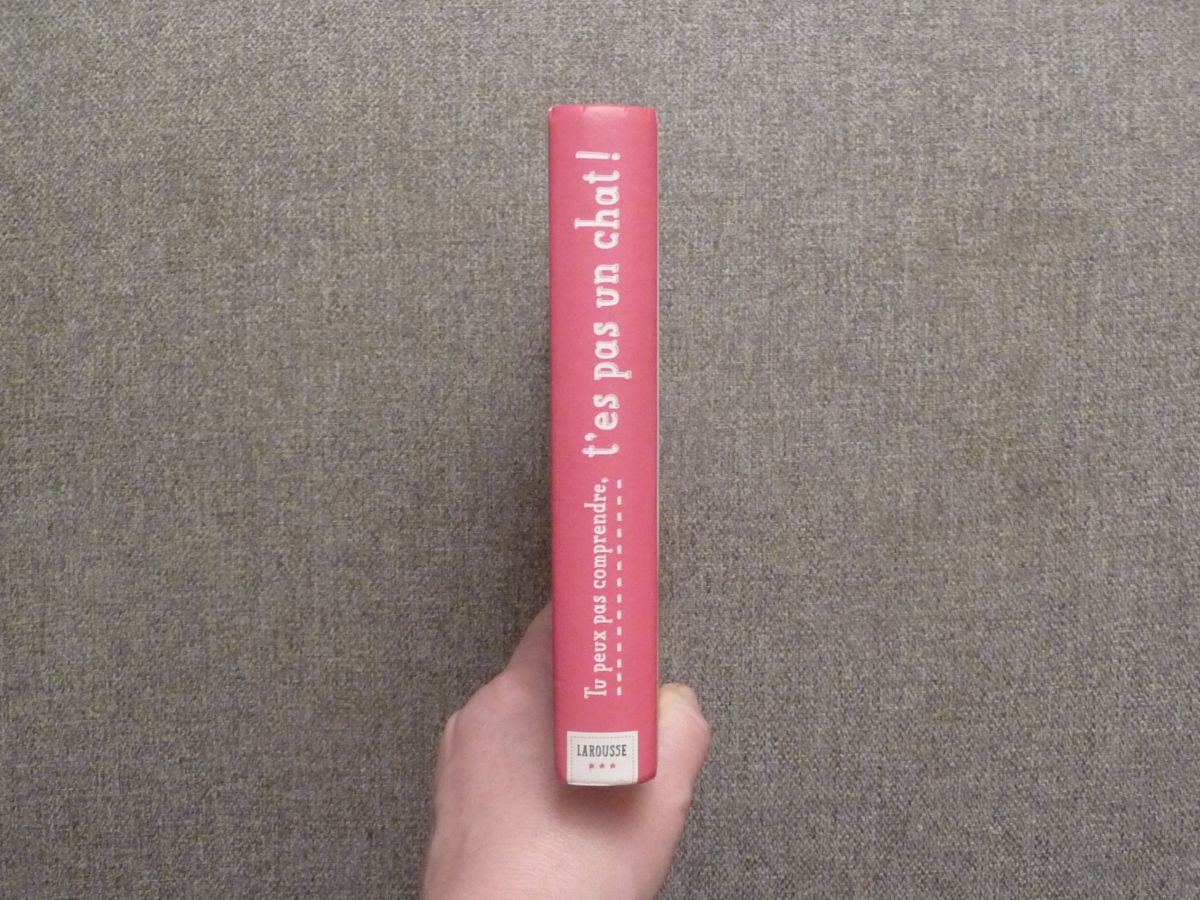 Tu peux pas comprendre,
t'es pas un chat !
LAROUSSE